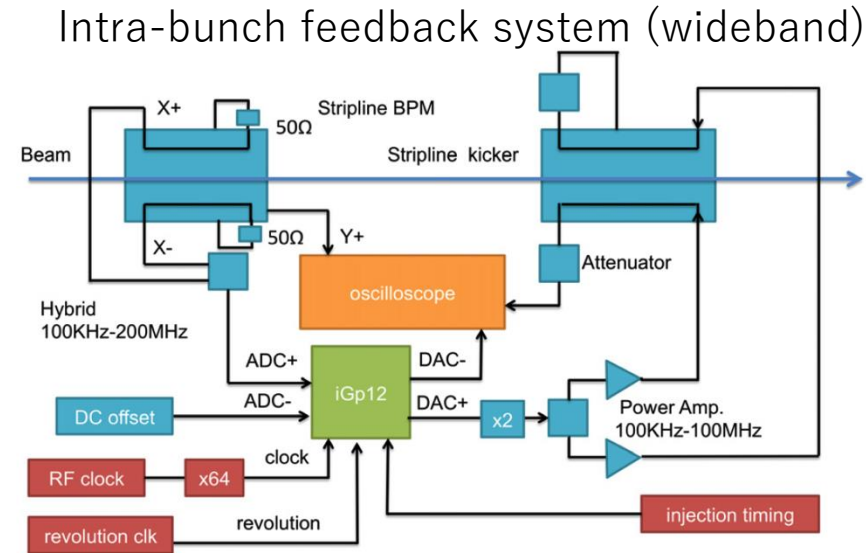 Intra-bunch feedback system (wideband)
X+
Stripline BPM
50Ω
Beam
Stripline kicker
X-
50Ω
Y+
Attenuator
oscilloscope
Hybrid
100KHz-200MHz
ADC+
DAC-
iGp12
ADC-
DAC+
DC offset
x2
Power Amp.
100KHz-100MHz
clock
RF clock
x64
revolution
injection timing
revolution clk